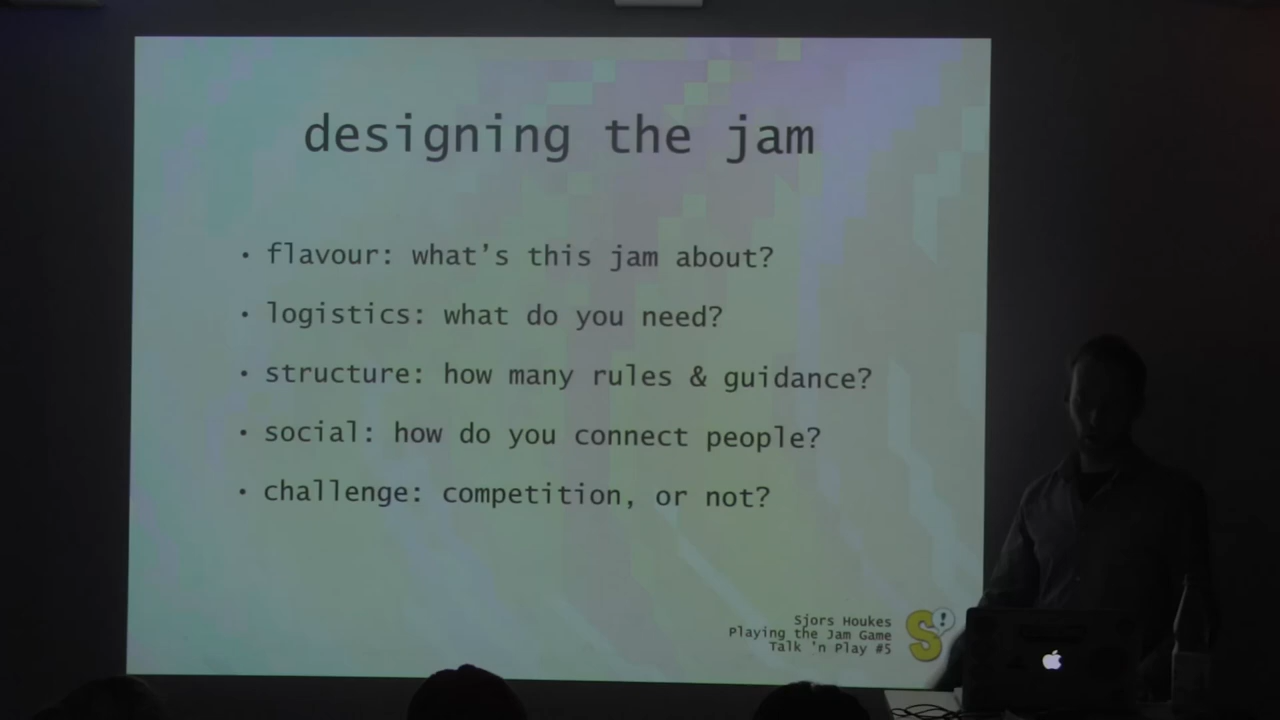 designing the jam
• flavour: what's this jam about?
• logistics: what do you need?
• structure: how many rules & guidance?
• social: how do you connect people?
• challenge: competition, or not?
Sjors Houkes
Playing the Jam Game
Talk 'n Play #5
S!